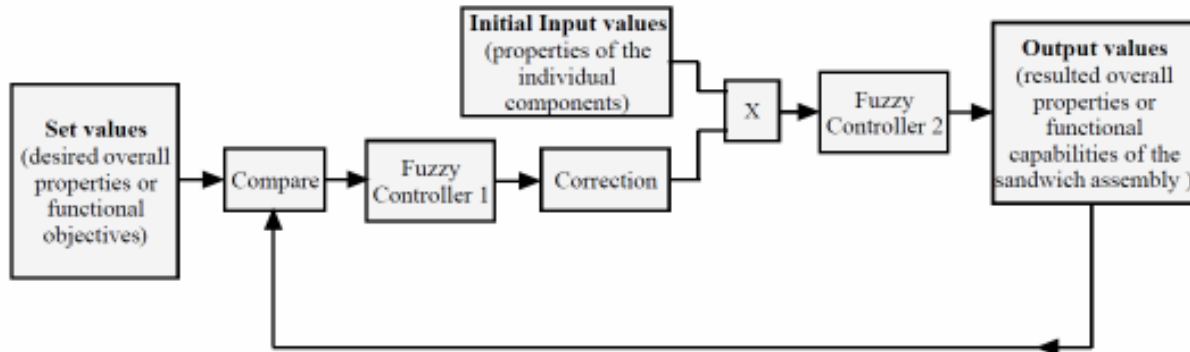 Set values
(desired overall
properties or
functional
objectives)
Compare
Fuzzy
Controller 1
Correction
Initial Input values
(properties of the
individual
components)
X
Fuzzy
Controller 2
Output values
(resulted overall
properties or
functional
capabilities of the
sandwich assembly )